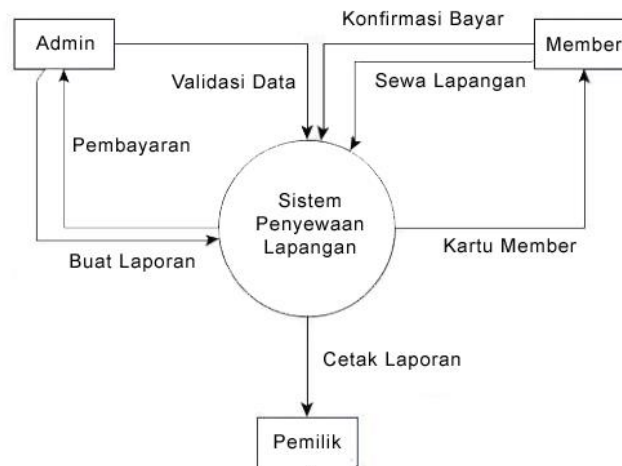 Konfirmasi Bayar
Admin
Member
Validasi Data
Sewa Lapangan
Pembayaran
Sistem
Penyewaan
Lapangan
Buat Laporan
Kartu Member
Cetak Laporan
Pemilik